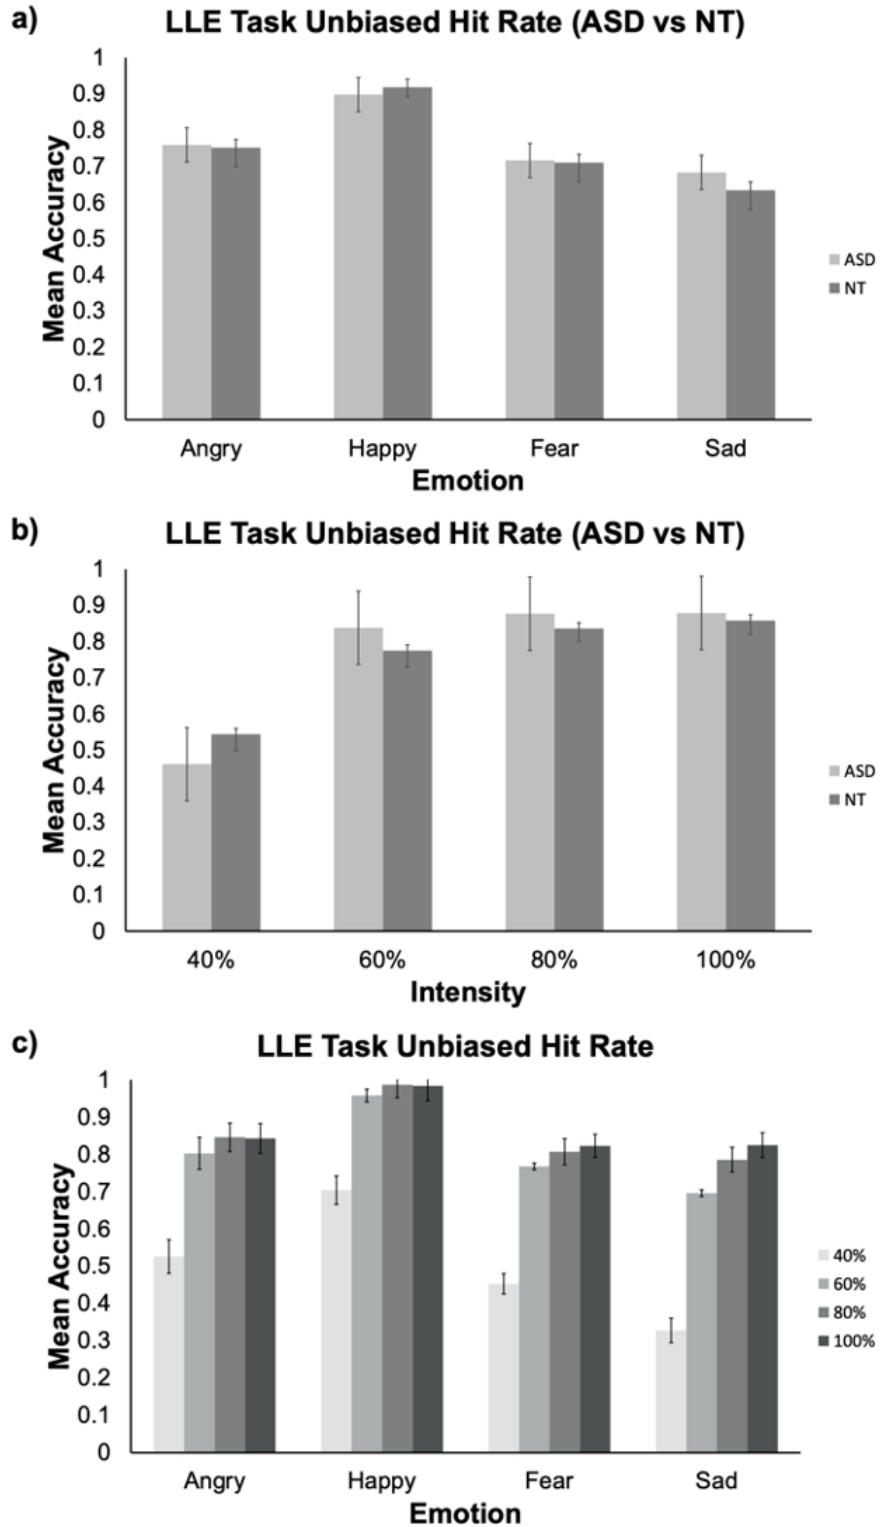 a)
LLE Task Unbiased Hit Rate (ASD vs NT)
Mean Accuracy
1
0.9
0.8
0.7
0.6
0.5
0.4
0.3
0.2
0.1
0
Angry Happy Fear Sad
Emotion
ASD
NT
b)
LLE Task Unbiased Hit Rate (ASD vs NT)
Mean Accuracy
1
0.9
0.8
0.7
0.6
0.5
0.4
0.3
0.2
0.1
0
40% 60% 80% 100%
Intensity
ASD
NT
c)
LLE Task Unbiased Hit Rate
Mean Accuracy
1
0.9
0.8
0.7
0.6
0.5
0.4
0.3
0.2
0.1
0
Angry Happy Fear Sad
Emotion
40%
60%
80%
100%